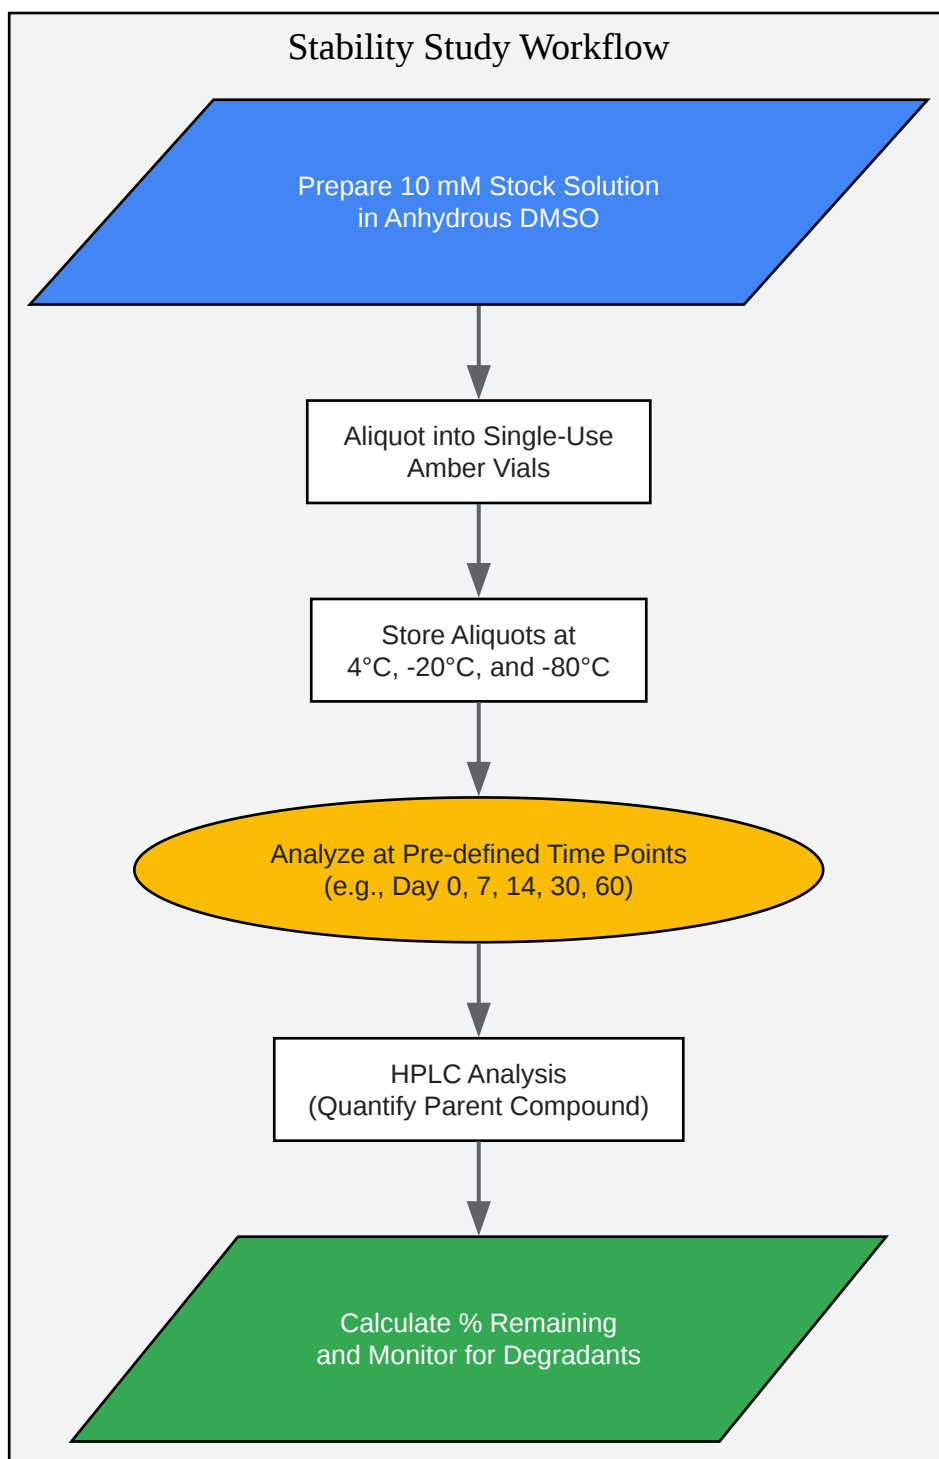 Stability Study Workflow
Prepare 10 mM Stock Solution
in Anhydrous DMSO
Aliquot into Single-Use
Amber Vials
Store Aliquots at
4°C, -20°C, and -80°C
Analyze at Pre-defined Time Points
(e.g., Day 0, 7, 14, 30, 60)
HPLC Analysis
(Quantify Parent Compound)
Calculate % Remaining
and Monitor for Degradants